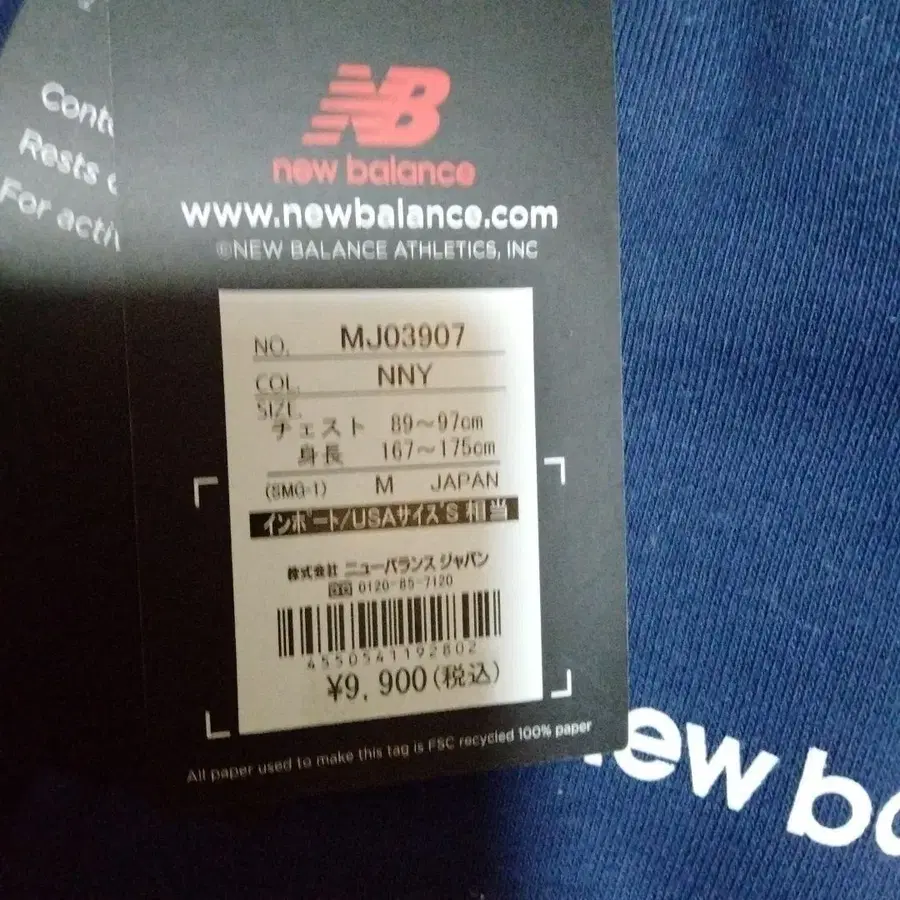 Rests
For
NB
new balance
www.newbalance.com
©NEW BALANCE ATHLETICS, INC
NO. MJ03907
COL. NNY
SIZE
チェスト 89～97cm
身長 167～175cm
(SMG-1) M JAPAN
インポート/USAサイズS 相当
株式会社 ニューバランス ジャパン
0120-85-7120
4550541192802
¥9,900(税込)
All paper used to make this tag is FSC recycled 100% paper
ew